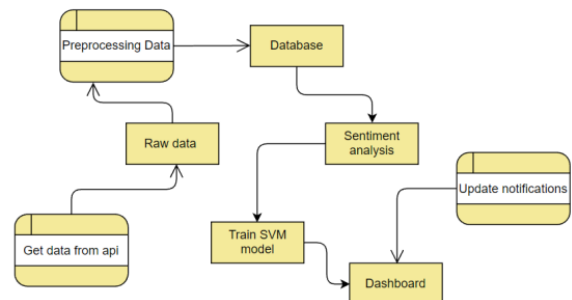 Preprocessing Data
Database
Raw data
Sentiment
analysis
Update notifications
Get data from api
Train SVM
model
Dashboard